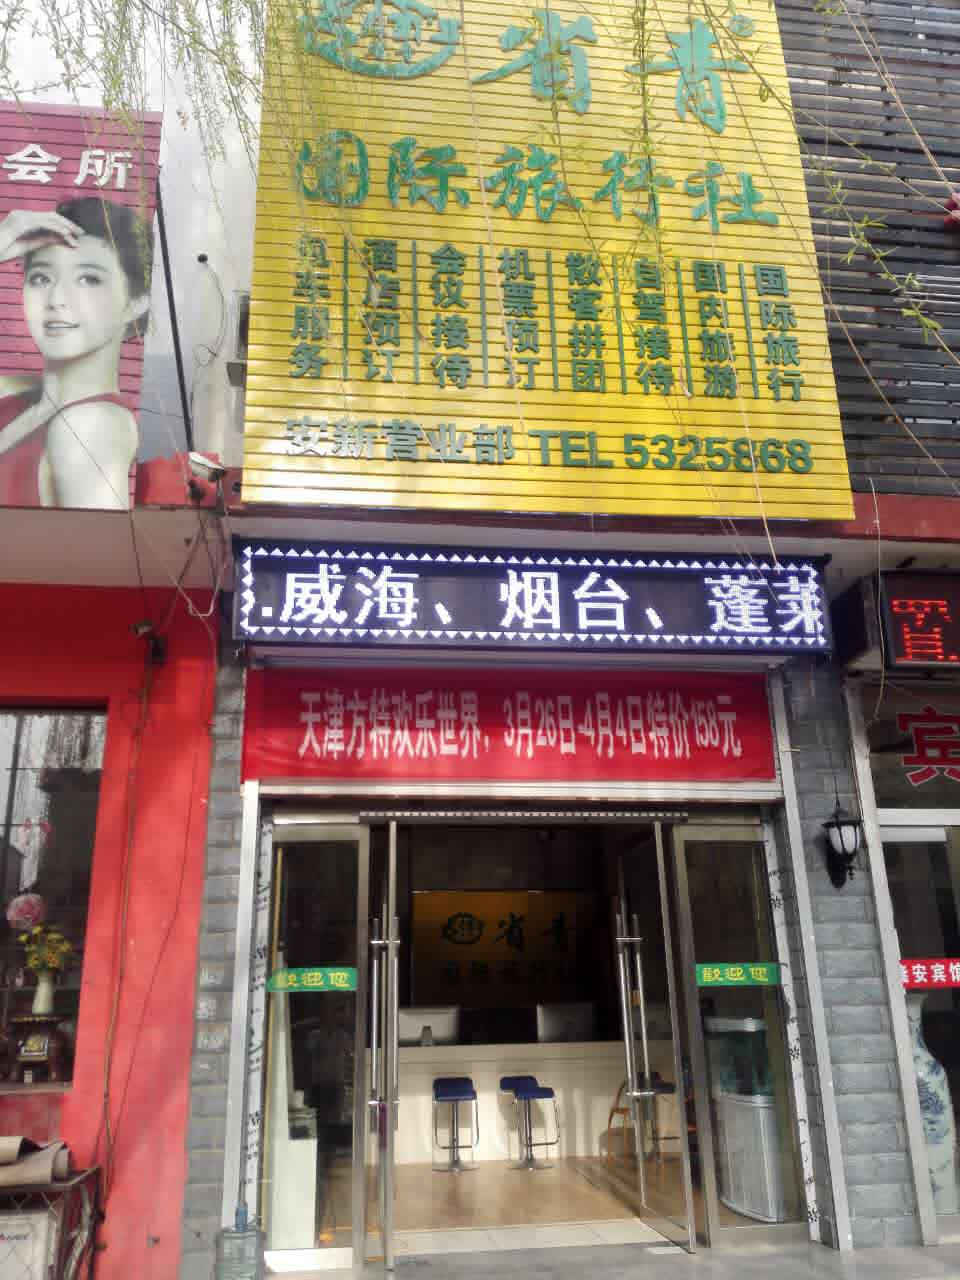 会所
省青
国际旅行社
包车服务
酒店预订
会议接待
机票预订
散客拼团
自驾接待
国内旅游
国际旅行
安新营业部 TEL 5325868
.威海、烟台、蓬莱
天津方特欢乐世界，3月26日-4月4日特价158元
宾
省青
歡迎您
歡迎您
安宾馆